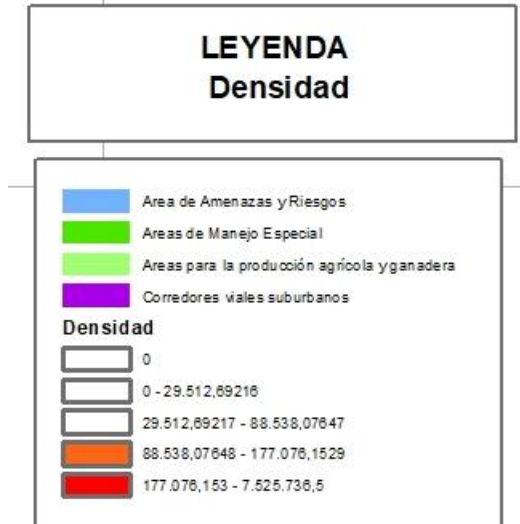 LEYENDA
Densidad
Area de Amenazas y Riesgos
Areas de Manejo Especial
Areas para la producción agrícola y ganadera
Corredores viales suburbanos
Densidad
0
0 - 29.512,69216
29.512,69217 - 88.538,07647
88.538,07648 - 177.076,1529
177.076,153 - 7.525.736,5